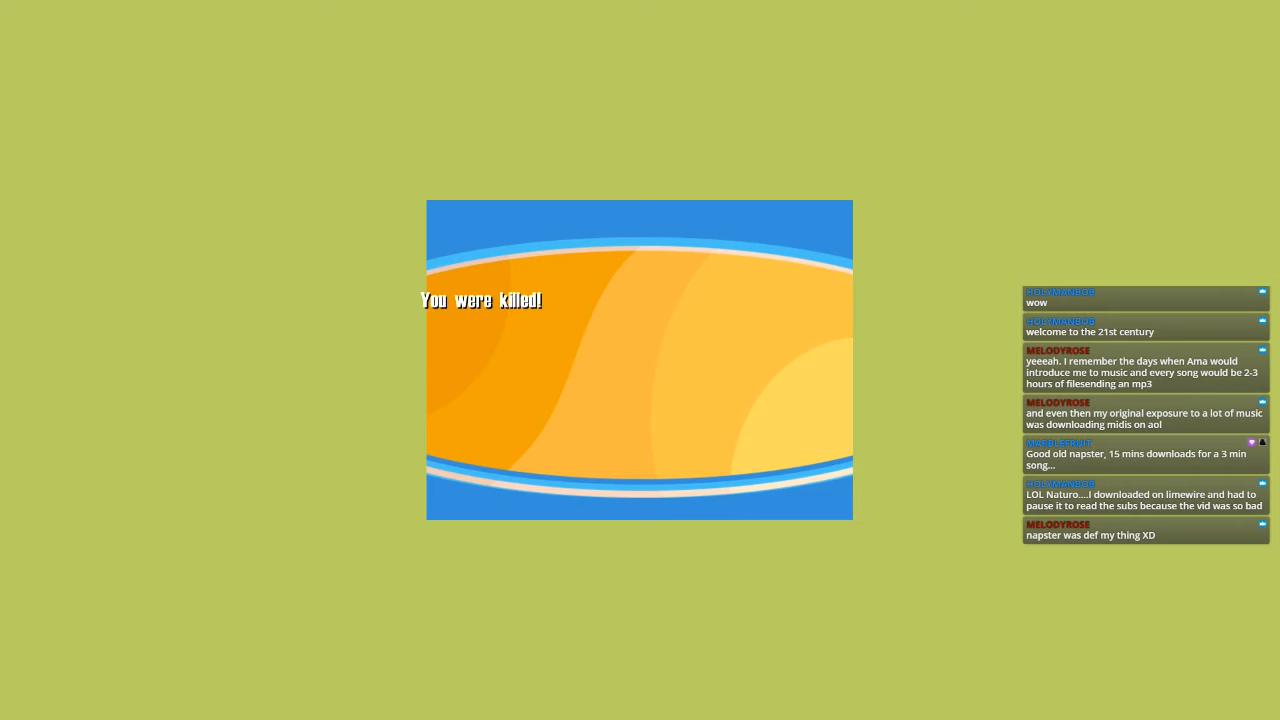 You were killed!
HOLYMANBOB
wow
HOLYMANBOB
welcome to the 21st century
MELODYROSE
yeeeah. I remember the days when Ama would
introduce me to music and every song would be 2-3
hours of filesending an mp3
MELODYROSE
and even then my original exposure to a lot of music
was downloading midis on aol
MARBLEFRUIT
Good old napster, 15 mins downloads for a 3 min
song...
HOLYMANBOB
LOL Naturo....I downloaded on limewire and had to
pause it to read the subs because the vid was so bad
MELODYROSE
napster was def my thing XD